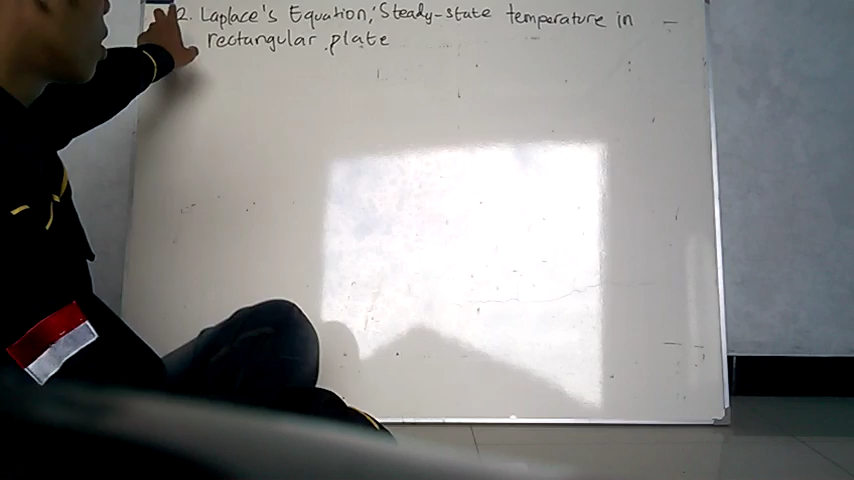 2. Laplace's Equation; Steady-state temperature in
rectangular plate